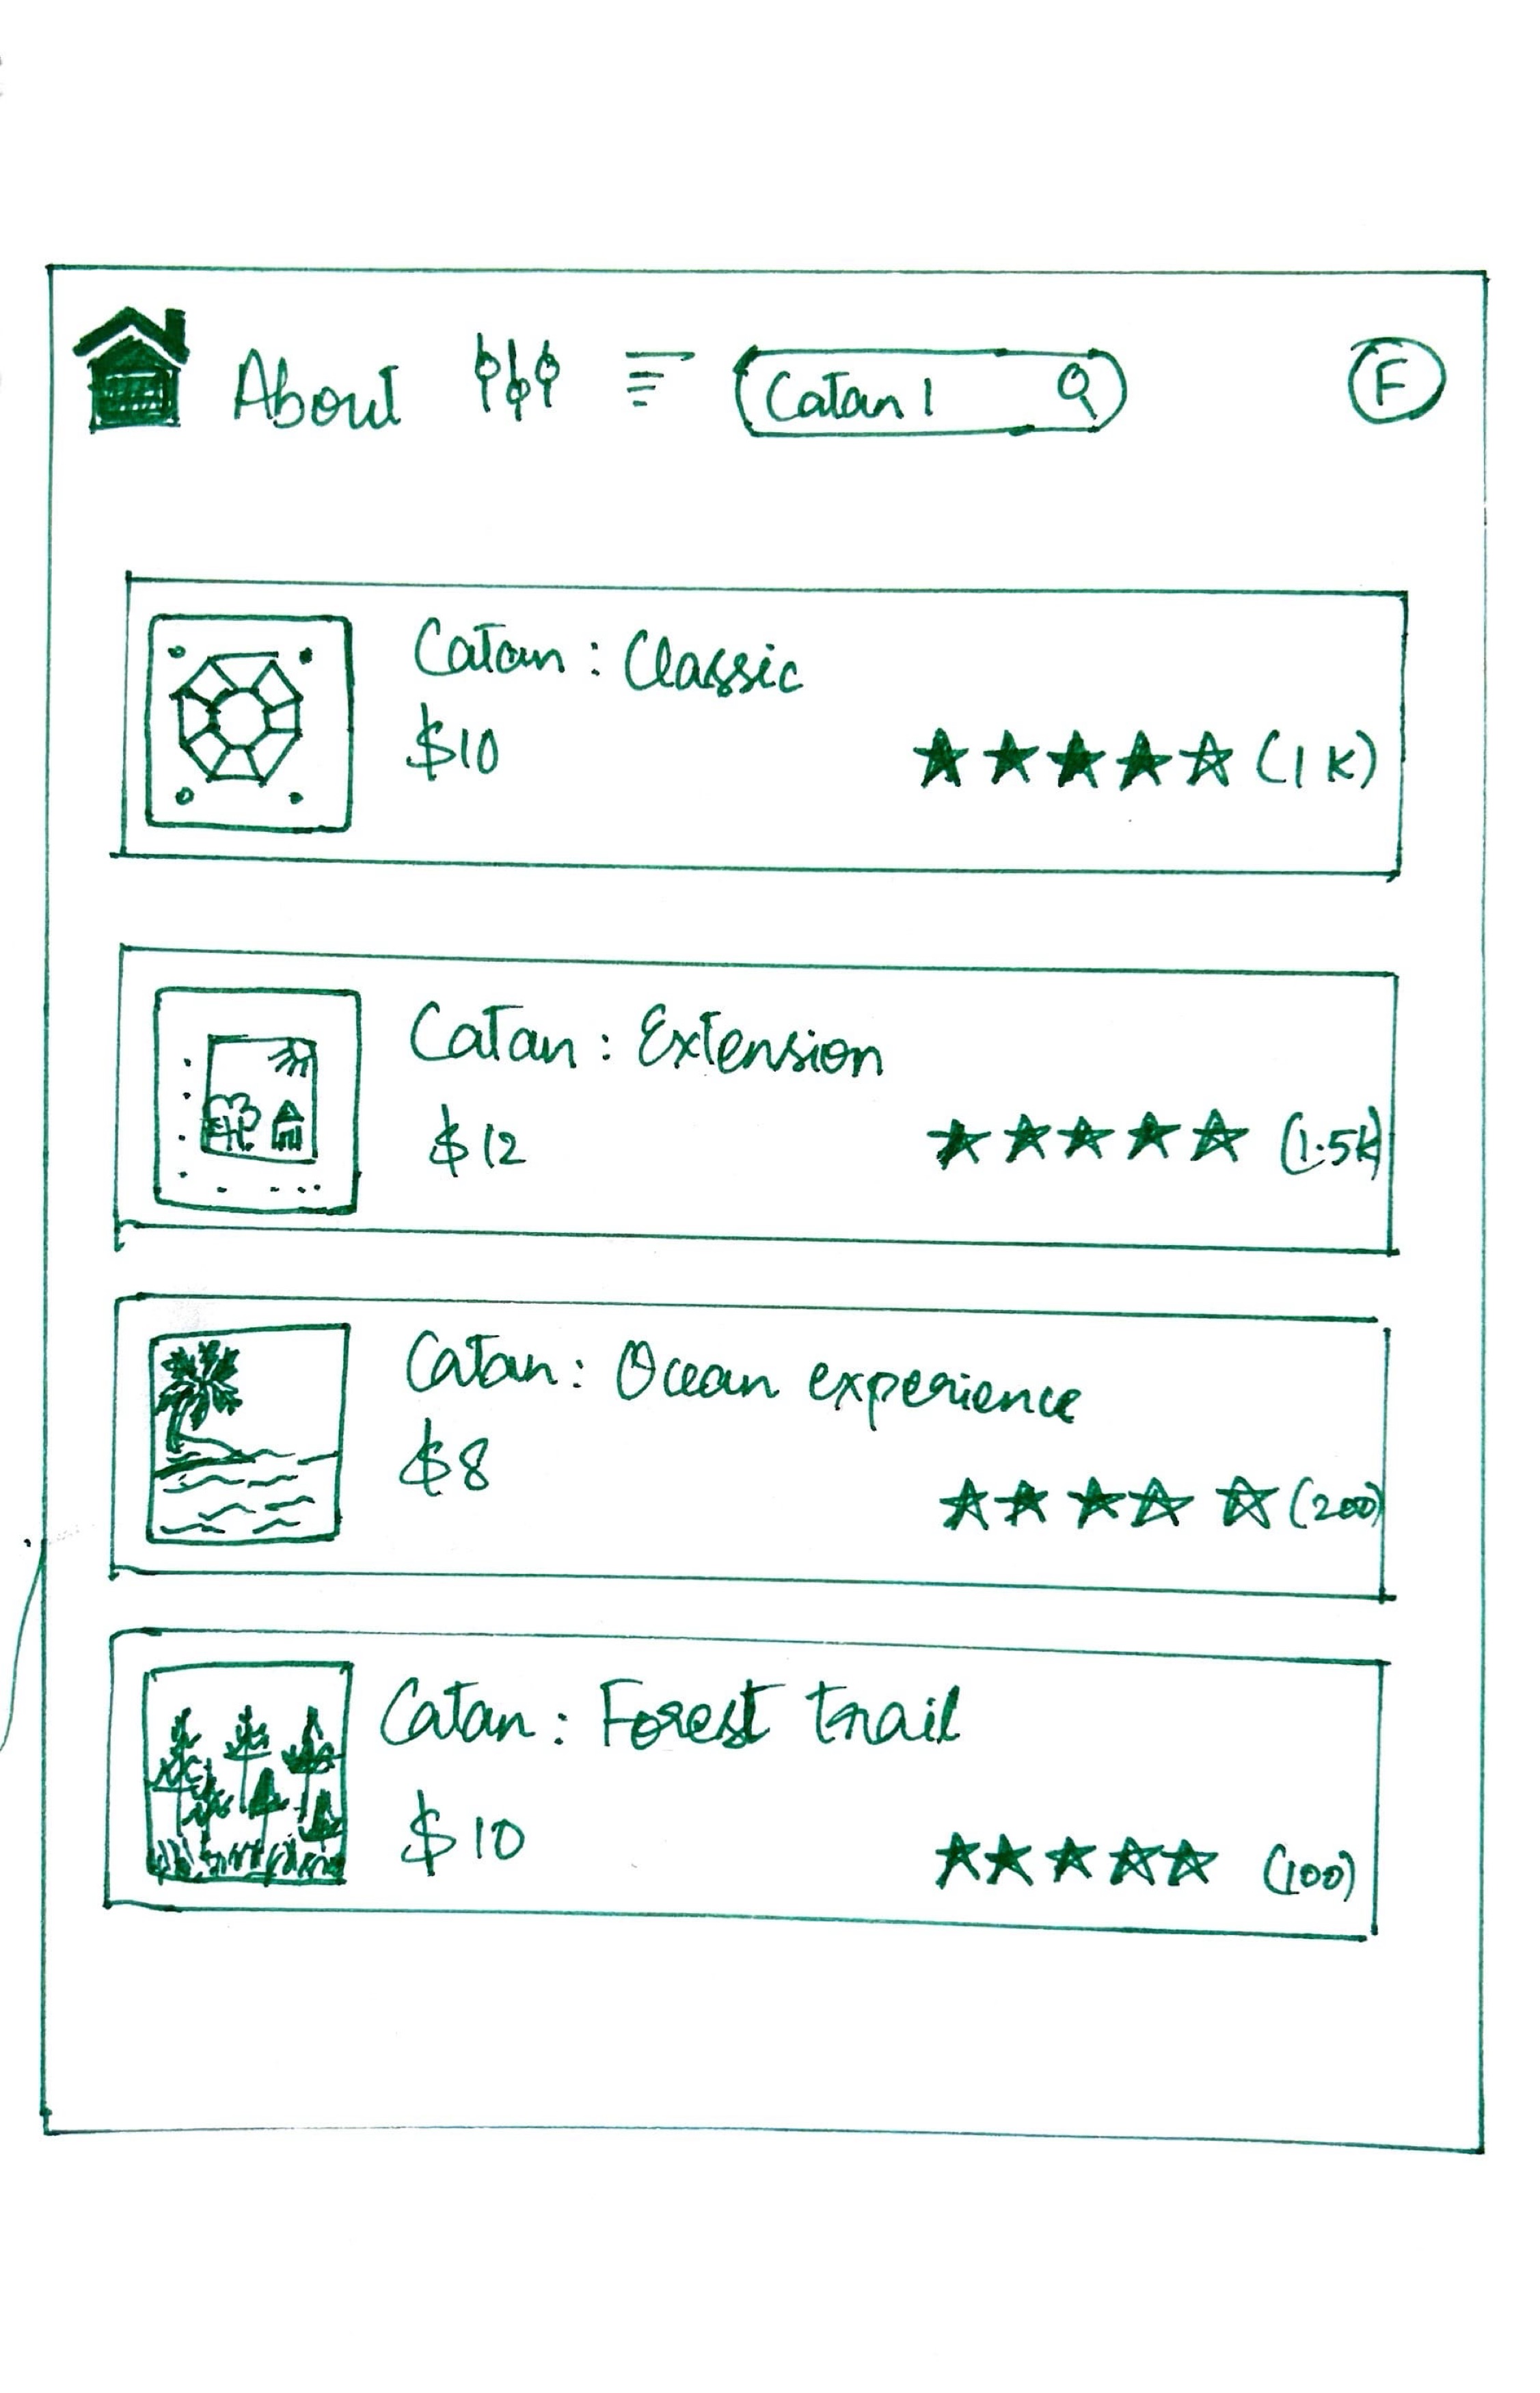 About
Catan |
F
Catan : Classic
$10
(1K)
Catan : Extension
$12
(1.5K)
Catan : Ocean experience
$8
(200)
Catan : Forest trail
$10
(100)